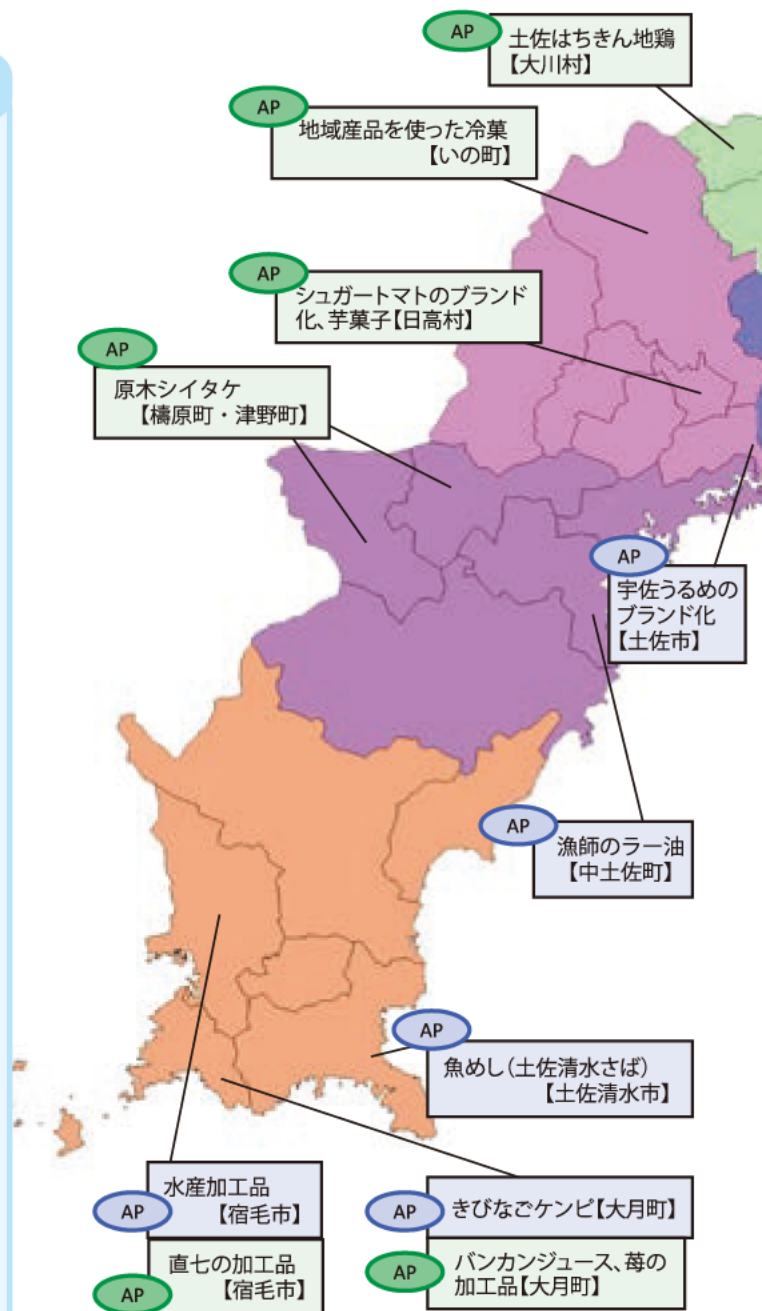 AP
土佐はちきん地鶏
【大川村】
AP
地域産品を使った冷菓
【いの町】
AP
シュガートマトのブランド
化、芋菓子【日高村】
AP
原木シイタケ
【檮原町・津野町】
AP
宇佐うるめの
ブランド化
【土佐市】
AP
漁師のラー油
【中土佐町】
AP
魚めし(土佐清水さば)
【土佐清水市】
AP
水産加工品
【宿毛市】
AP
直七の加工品
【宿毛市】
AP
きびなごケンピ【大月町】
AP
バンカンジュース、苺の
加工品【大月町】